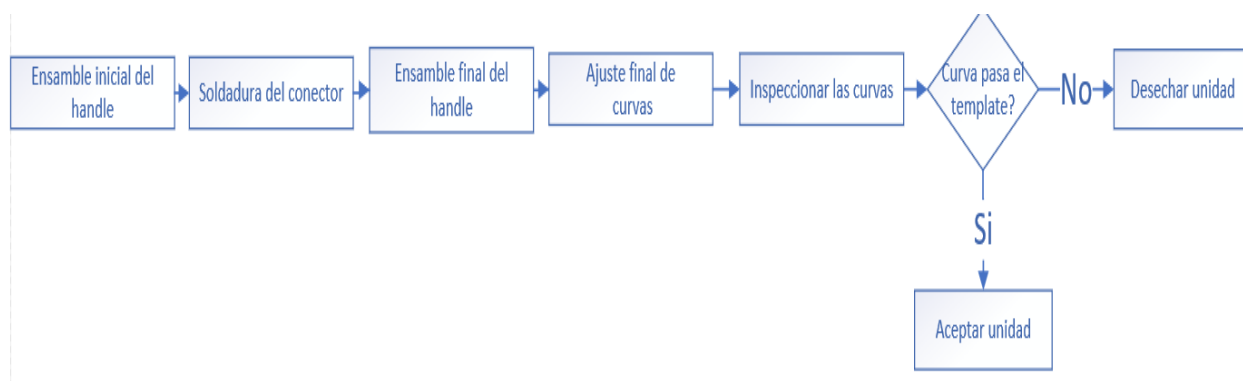 Ensamble inicial del
handle
Soldadura del conector
Ensamble final del
handle
Ajuste final de
curvas
Inspeccionar las curvas
Curva pasa el
template?
No
Desechar unidad
Si
Aceptar unidad